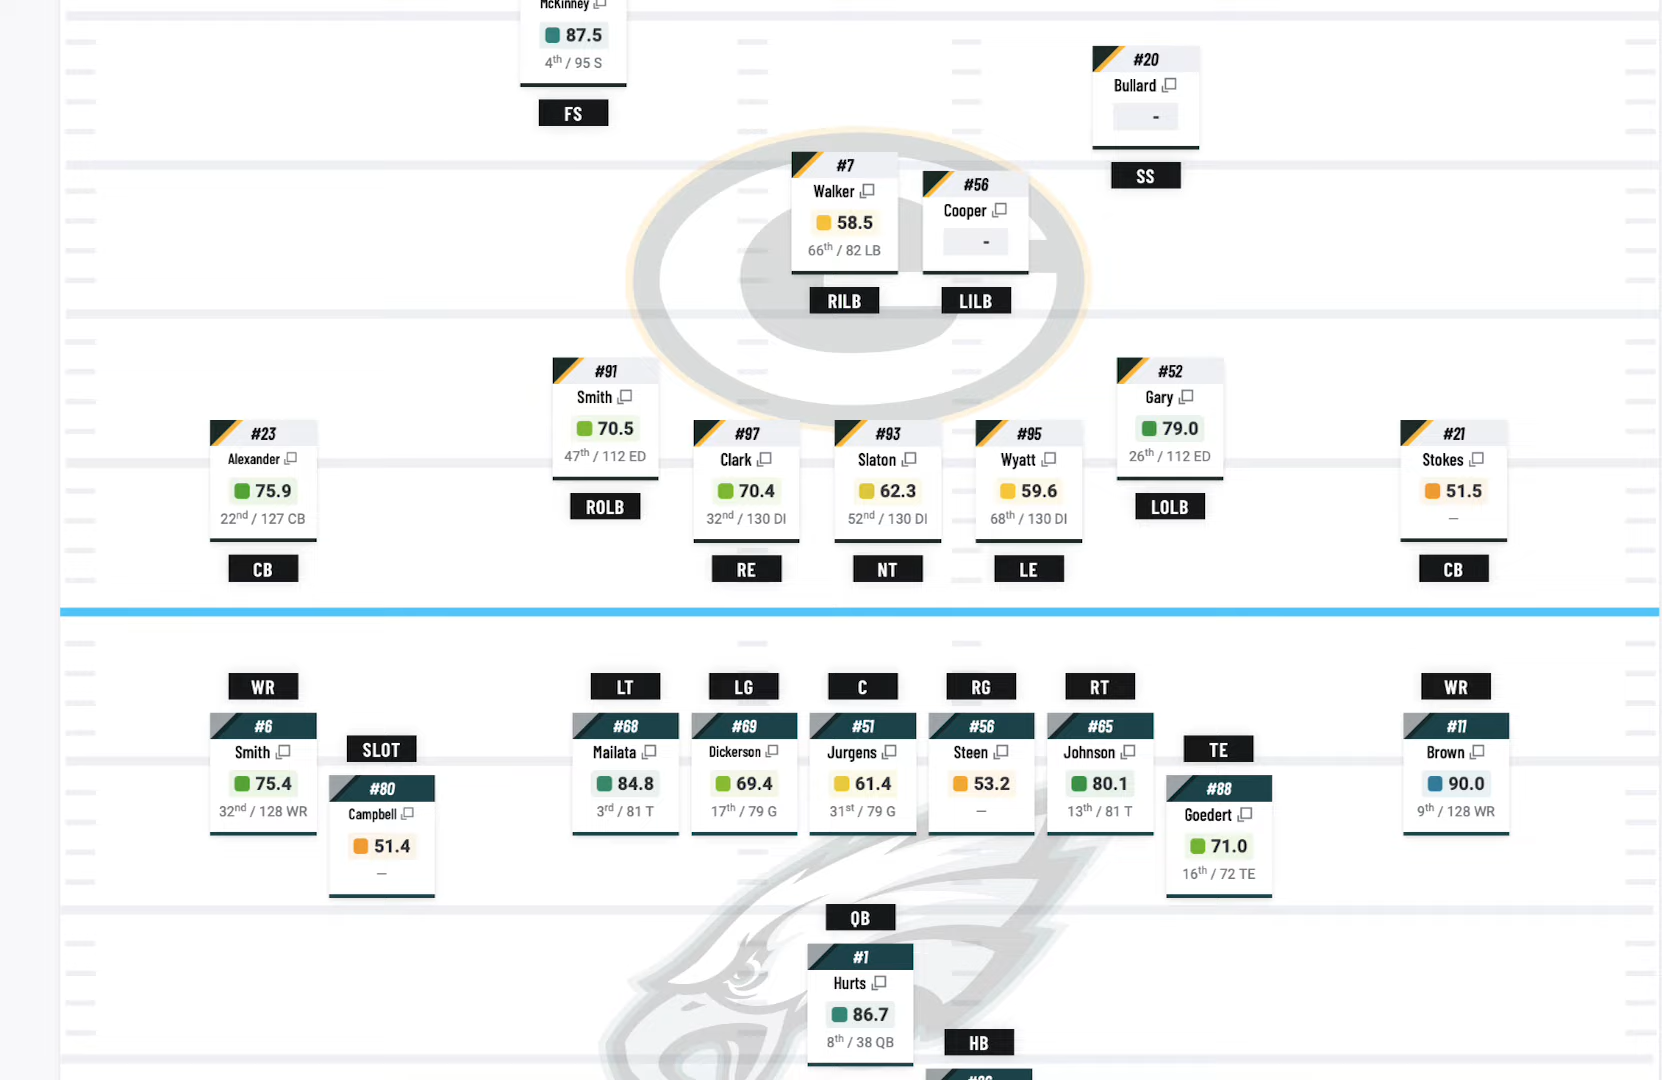 McKinney
87.5
4th / 95 S
FS
#20
Bullard
-
SS
#7
Walker
58.5
66th / 82 LB
RILB
#56
Cooper
-
LILB
#91
Smith
70.5
47th / 112 ED
ROLB
#52
Gary
79.0
26th / 112 ED
LOLB
#23
Alexander
75.9
22nd / 127 CB
CB
#97
Clark
70.4
32nd / 130 DI
RE
#93
Slaton
62.3
52nd / 130 DI
NT
#95
Wyatt
59.6
68th / 130 DI
LE
#21
Stokes
51.5
—
CB
WR
#6
Smith
75.4
32nd / 128 WR
SLOT
#80
Campbell
51.4
—
LT
#68
Mailata
84.8
3rd / 81 T
LG
#69
Dickerson
69.4
17th / 79 G
C
#51
Jurgens
61.4
31st / 79 G
RG
#56
Steen
53.2
—
RT
#65
Johnson
80.1
13th / 81 T
TE
#88
Goedert
71.0
16th / 72 TE
WR
#11
Brown
90.0
9th / 128 WR
QB
#1
Hurts
86.7
8th / 38 QB
HB